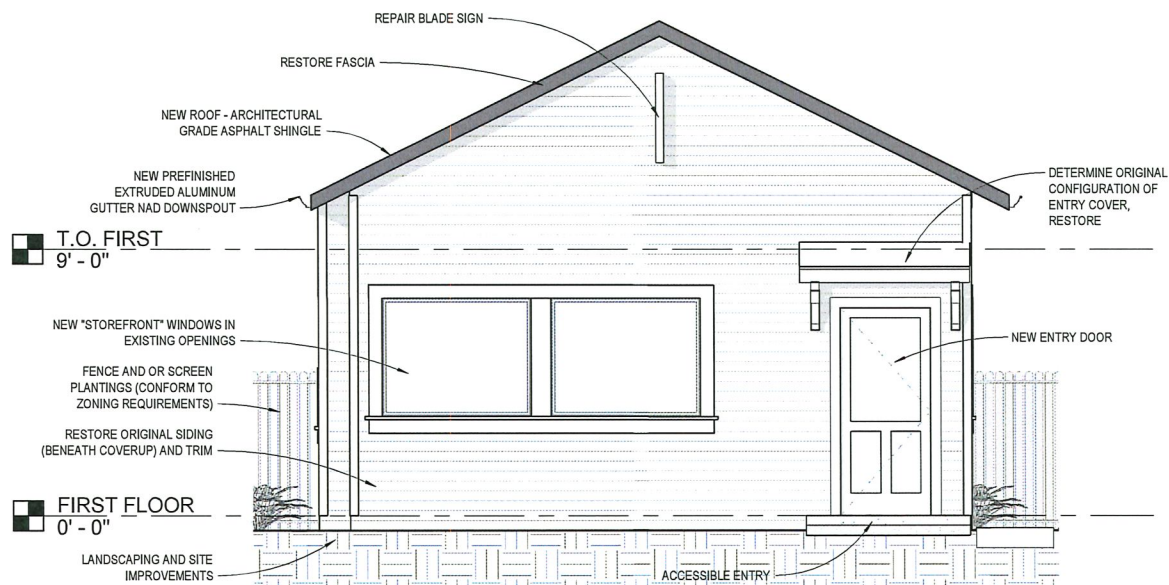 REPAIR BLADE SIGN
RESTORE FASCIA
NEW ROOF - ARCHITECTURAL
GRADE ASPHALT SHINGLE
NEW PREFINISHED
EXTRUDED ALUMINUM
GUTTER NAD DOWNSPOUT
DETERMINE ORIGINAL
CONFIGURATION OF
ENTRY COVER,
RESTORE
T.O. FIRST
9' - 0"
NEW "STOREFRONT" WINDOWS IN
EXISTING OPENINGS
NEW ENTRY DOOR
FENCE AND OR SCREEN
PLANTINGS (CONFORM TO
ZONING REQUIREMENTS)
RESTORE ORIGINAL SIDING
(BENEATH COVERUP) AND TRIM
FIRST FLOOR
0' - 0"
LANDSCAPING AND SITE
IMPROVEMENTS
ACCESSIBLE ENTRY